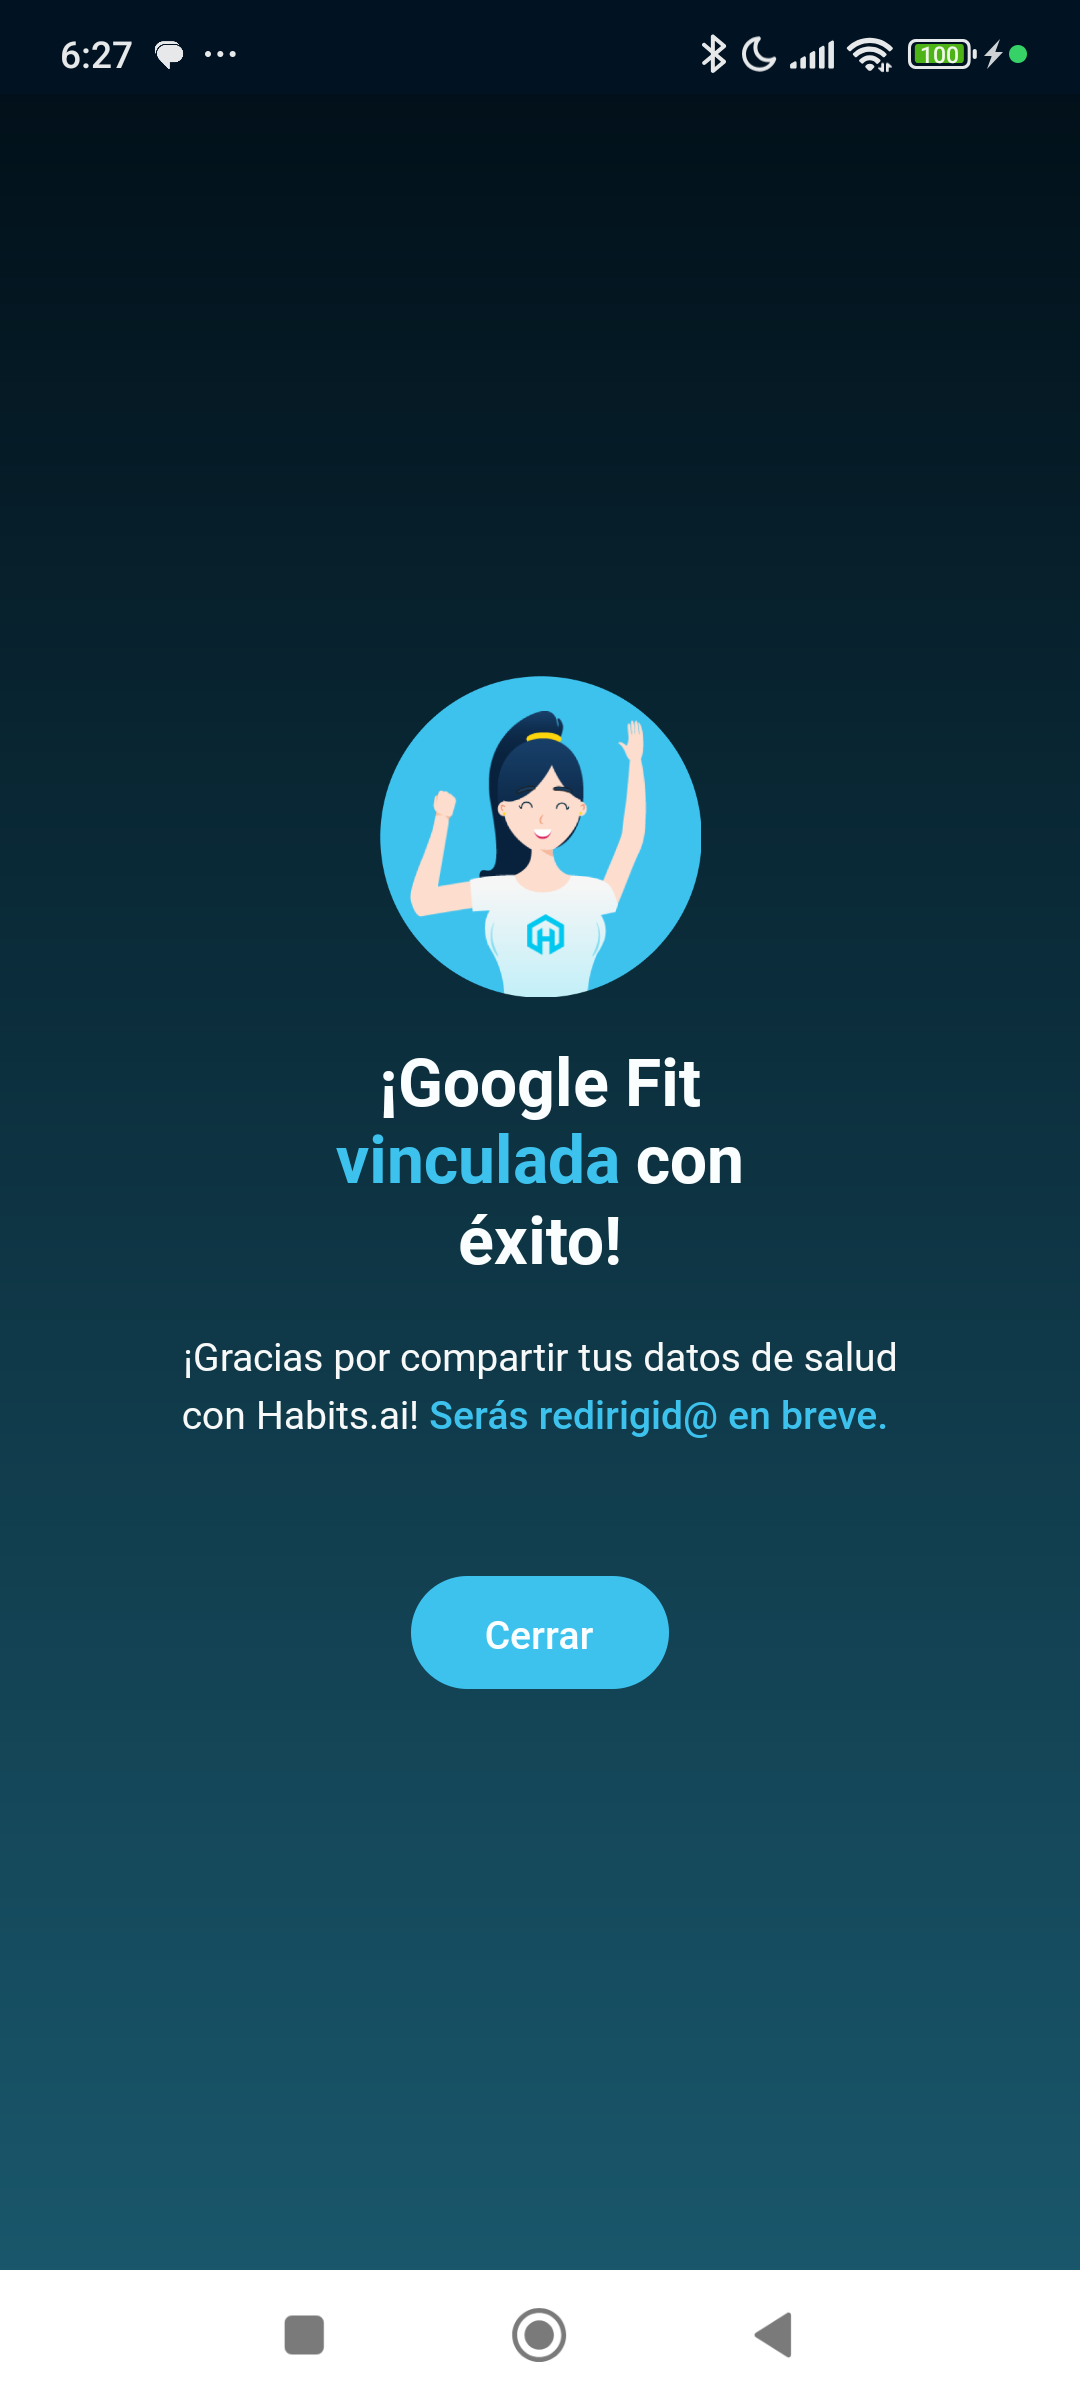 6:27
100
¡Google Fit
vinculada con
éxito!
¡Gracias por compartir tus datos de salud
con Habits.ai! Serás redirigid@ en breve.
Cerrar